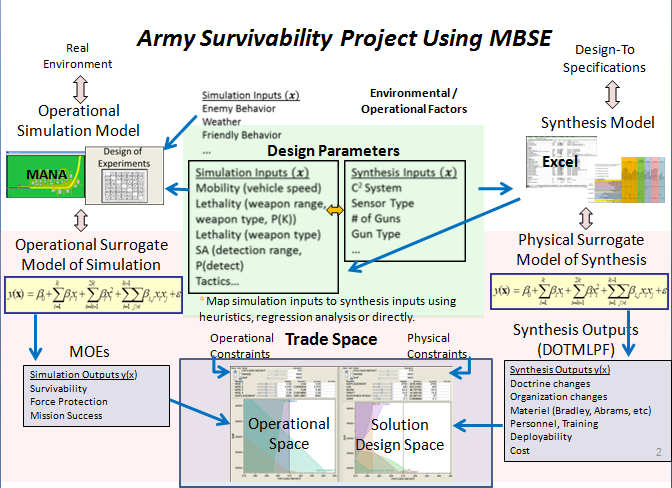 Army Survivability Project Using MBSE
Real
Environment
Design-To
Specifications
Operational
Simulation Model
Simulation Inputs (x)
Enemy Behavior
Weather
Friendly Behavior
...
Environmental /
Operational Factors
Synthesis Model
MANA
Design of
Experiments
Excel
Design Parameters
Simulation Inputs (x)
Mobility (vehicle speed)
Lethality (weapon range,
weapon type, P(K))
Lethality (weapon type)
SA (detection range,
P(detect)
Tactics...
Synthesis Inputs (x)
C² System
Sensor Type
# of Guns
Gun Type
...
* Map simulation inputs to synthesis inputs using
heuristics, regression analysis or directly.
Operational Surrogate
Model of Simulation
Physical Surrogate
Model of Synthesis
MOEs
Simulation Outputs y(x)
Survivability
Force Protection
Mission Success
Operational
Constraints
Trade Space
Physical
Constraints
Operational
Space
Solution
Design Space
Synthesis Outputs
(DOTMLPF)
Synthesis Outputs y(x)
Doctrine changes
Organization changes
Materiel (Bradley, Abrams, etc)
Personnel, Training
Deployability
Cost
2